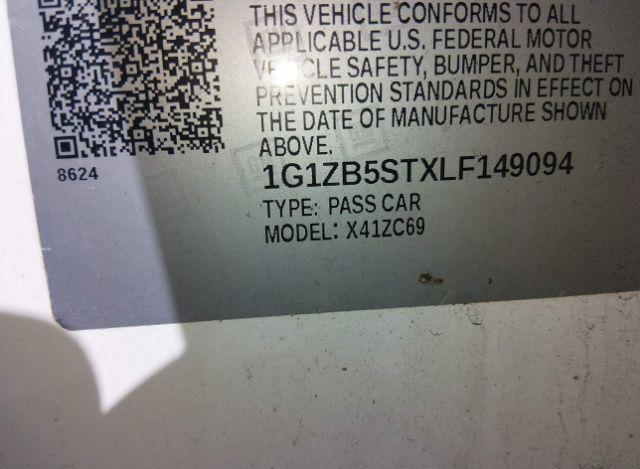 THIS VEHICLE CONFORMS TO ALL
APPLICABLE U.S. FEDERAL MOTOR
VEHICLE SAFETY, BUMPER, AND THEFT
PREVENTION STANDARDS IN EFFECT ON
THE DATE OF MANUFACTURE SHOWN
ABOVE.
8624
1G1ZB5STXLF149094
TYPE: PASS CAR
MODEL: X41ZC69